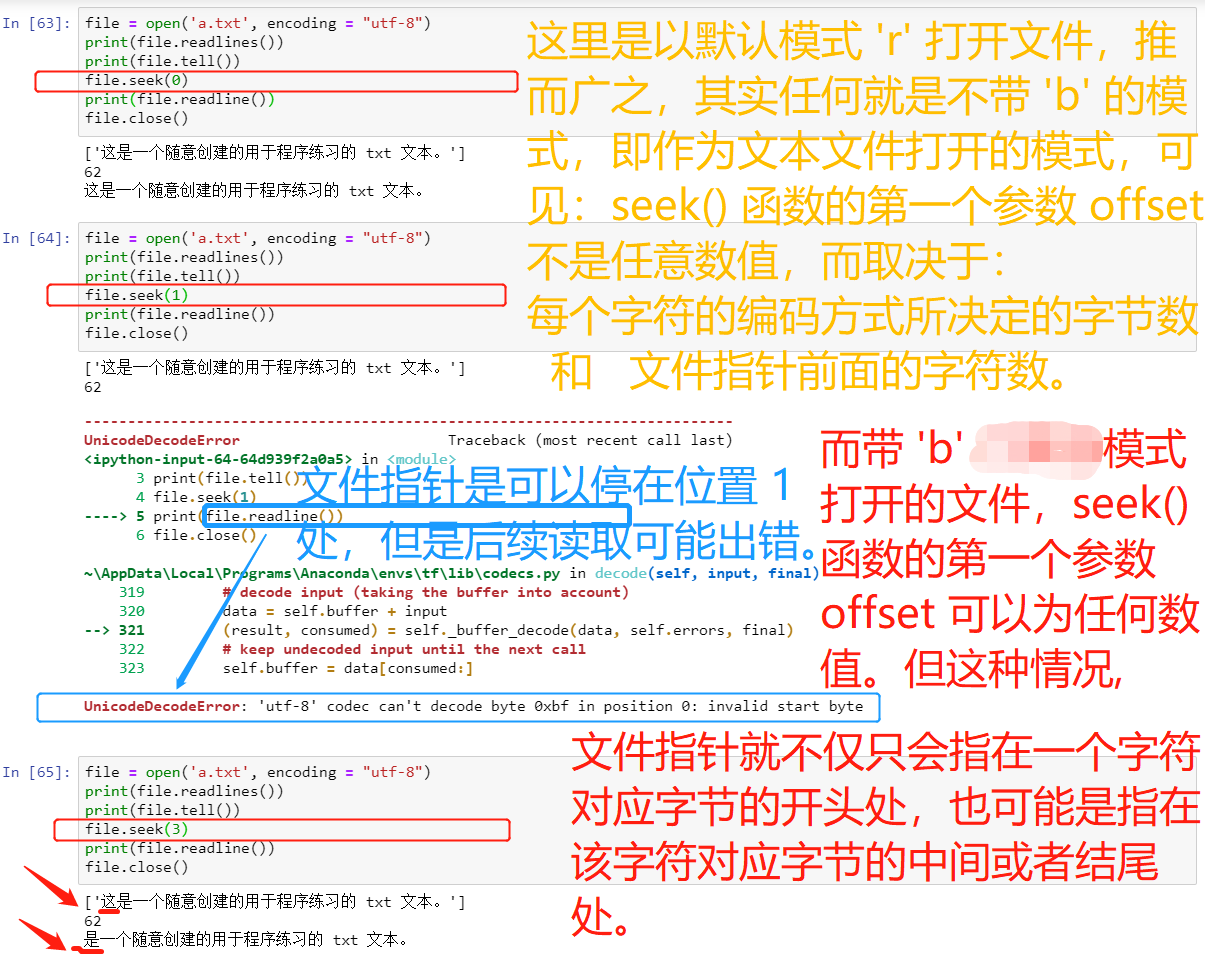 In [63]:
file = open('a.txt', encoding = "utf-8")
print(file.readlines())
print(file.tell())
file.seek(0)
print(file.readline())
file.close()
['这是一个随意创建的用于程序练习的 txt 文本。']
62
这是一个随意创建的用于程序练习的 txt 文本。
In [64]:
file = open('a.txt', encoding = "utf-8")
print(file.readlines())
print(file.tell())
file.seek(1)
print(file.readline())
file.close()
['这是一个随意创建的用于程序练习的 txt 文本。']
62
这里是以默认模式 'r' 打开文件，推
而广之，其实任何就是不带 'b' 的模
式，即作为文本文件打开的模式，可
见：seek() 函数的第一个参数 offset
不是任意数值，而取决于：
每个字符的编码方式所决定的字节数
和 文件指针前面的字符数。
---------------------------------------------------------------------------
UnicodeDecodeError Traceback (most recent call last)
<ipython-input-64-64d939f2a0a5> in <module>
3 print(file.tell())
4 file.seek(1)
----> 5 print(file.readline())
6 file.close()
文件指针是可以停在位置 1
处，但是后续读取可能出错。
~\AppData\Local\Programs\Anaconda\envs\tf\lib\codecs.py in decode(self, input, final)
319 # decode input (taking the buffer into account)
320 data = self.buffer + input
--> 321 (result, consumed) = self._buffer_decode(data, self.errors, final)
322 # keep undecoded input until the next call
323 self.buffer = data[consumed:]
UnicodeDecodeError: 'utf-8' codec can't decode byte 0xbf in position 0: invalid start byte
而带 'b' 模式
打开的文件，seek()
函数的第一个参数
offset 可以为任何数
值。但这种情况，
文件指针就不仅只会指在一个字符
对应字节的开头处，也可能是指在
该字符对应字节的中间或者结尾
处。
In [65]:
file = open('a.txt', encoding = "utf-8")
print(file.readlines())
print(file.tell())
file.seek(3)
print(file.readline())
file.close()
['这是一个随意创建的用于程序练习的 txt 文本。']
62
是一个随意创建的用于程序练习的 txt 文本。